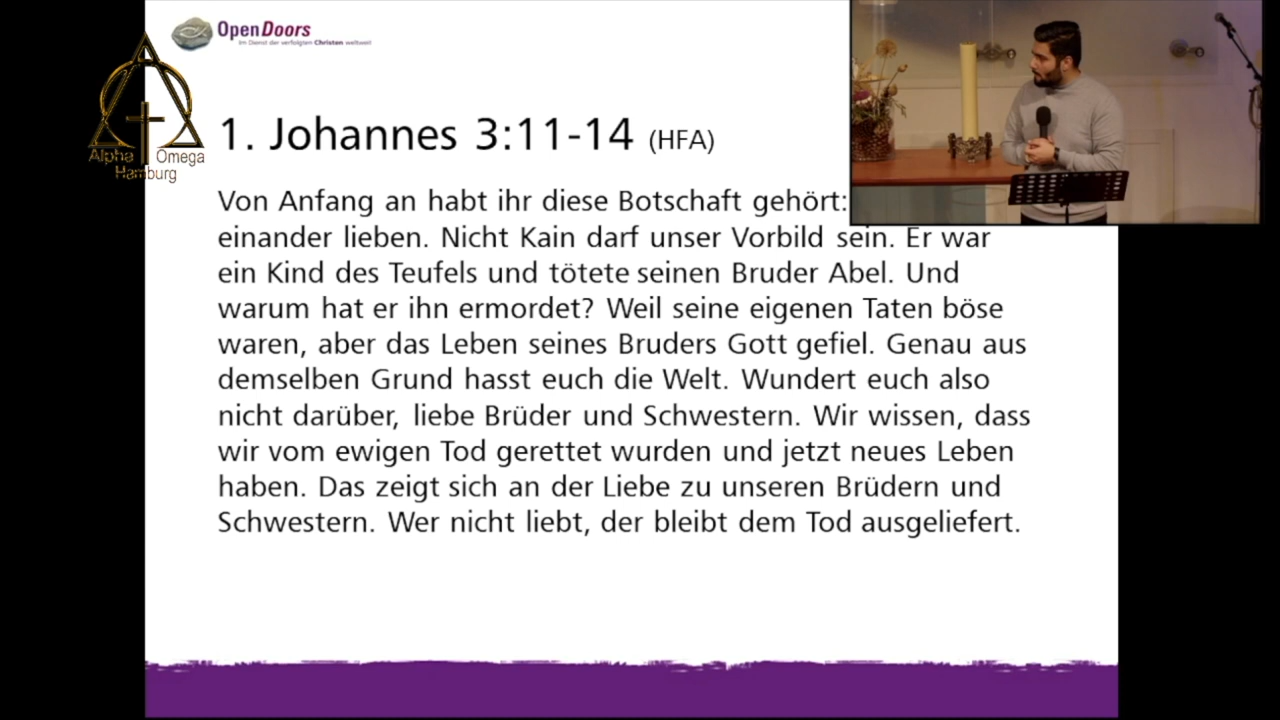 OpenDoors
Im Dienst der verfolgten Christen weltweit
Alpha Omega
Hamburg
1. Johannes 3:11-14 (HFA)
Von Anfang an habt ihr diese Botschaft gehört:
einander lieben. Nicht Kain darf unser Vorbild sein. Er war
ein Kind des Teufels und tötete seinen Bruder Abel. Und
warum hat er ihn ermordet? Weil seine eigenen Taten böse
waren, aber das Leben seines Bruders Gott gefiel. Genau aus
demselben Grund hasst euch die Welt. Wundert euch also
nicht darüber, liebe Brüder und Schwestern. Wir wissen, dass
wir vom ewigen Tod gerettet wurden und jetzt neues Leben
haben. Das zeigt sich an der Liebe zu unseren Brüdern und
Schwestern. Wer nicht liebt, der bleibt dem Tod ausgeliefert.